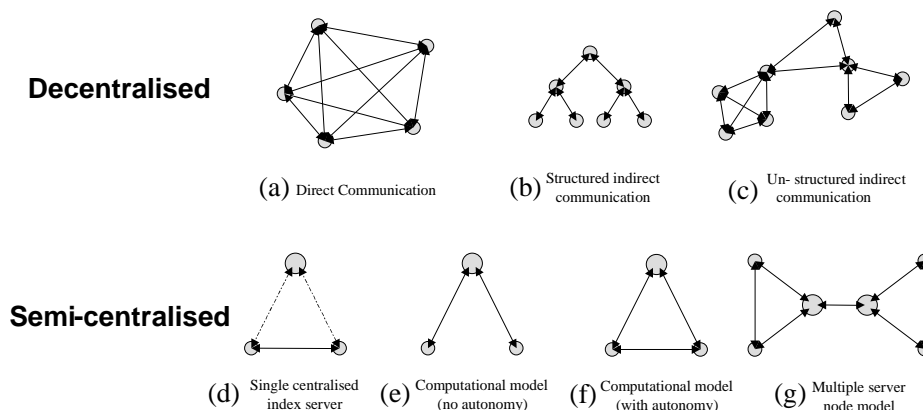 Decentralised
(a) Direct Communication
(b) Structured indirect
communication
(c) Un- structured indirect
communication
Semi-centralised
(d) Single centralised
index server
(e) Computational model
(no autonomy)
(f) Computational model
(with autonomy)
(g) Multiple server
node model